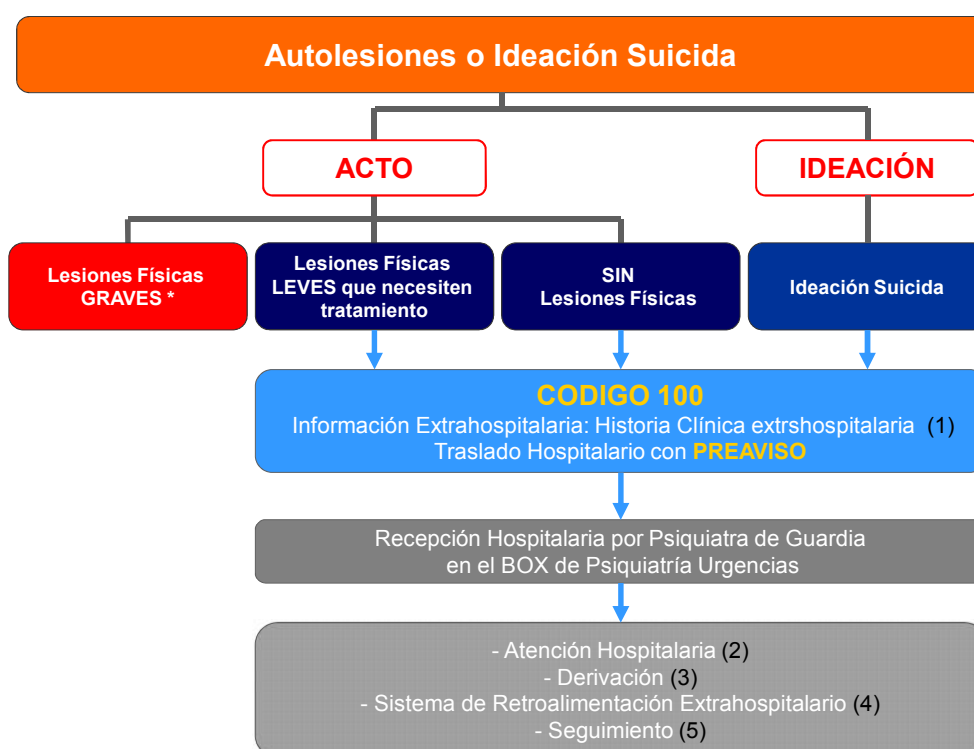 Autolesiones o Ideación Suicida
ACTO
IDEACIÓN
Lesiones Físicas
GRAVES *
Lesiones Físicas
LEVES que necesiten
tratamiento
SIN
Lesiones Físicas
Ideación Suicida
CODIGO 100
Información Extrahospitalaria: Historia Clínica extrshospitalaria (1)
Traslado Hospitalario con PREAVISO
Recepción Hospitalaria por Psiquiatra de Guardia
en el BOX de Psiquiatría Urgencias
- Atención Hospitalaria (2)
- Derivación (3)
- Sistema de Retroalimentación Extrahospitalario (4)
- Seguimiento (5)